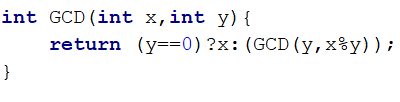 int GCD(int x,int y){
    return (y==0)?x:(GCD(y,x%y));
}